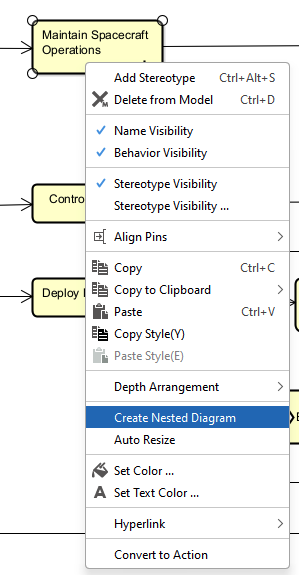 Maintain Spacecraft
Operations
Add Stereotype Ctrl+Alt+S
Delete from Model Ctrl+D
Name Visibility
Behavior Visibility
Stereotype Visibility
Contro
Stereotype Visibility ...
Align Pins
Copy Ctrl+C
Copy to Clipboard
Deploy
Paste Ctrl+V
Copy Style(Y)
Paste Style(E)
Depth Arrangement
Create Nested Diagram
Auto Resize
Set Color ...
Set Text Color ...
Hyperlink
Convert to Action